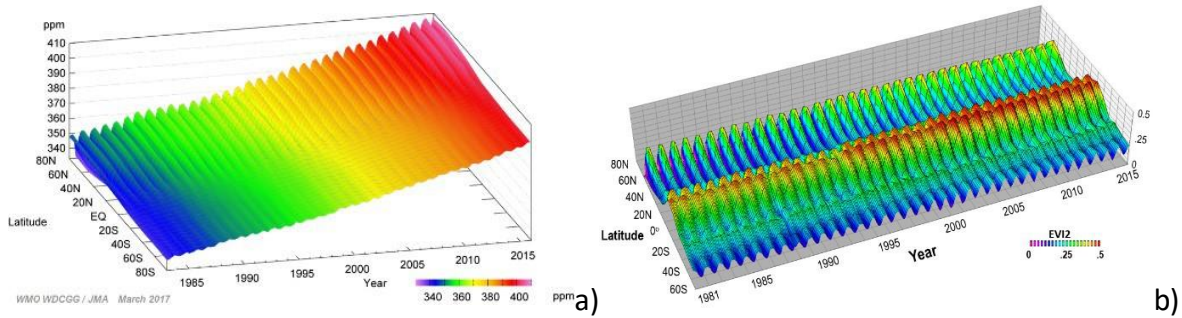 ppm
410
400
390
380
370
360
350
340
80N
60N
40N
20N
EQ
20S
40S
60S
80S
Latitude
1985
1990
1995
2000
2005
2010
2015
Year
340 360 380 400 ppm
WMO WDCGG / JMA March 2017
a)
80N
60N
40N
20N
0°
20S
40S
60S
Latitude
1981
1985
1990
1995
2000
2005
2010
2015
Year
0.5
.25
0
EVI2
0 .25 .5
b)